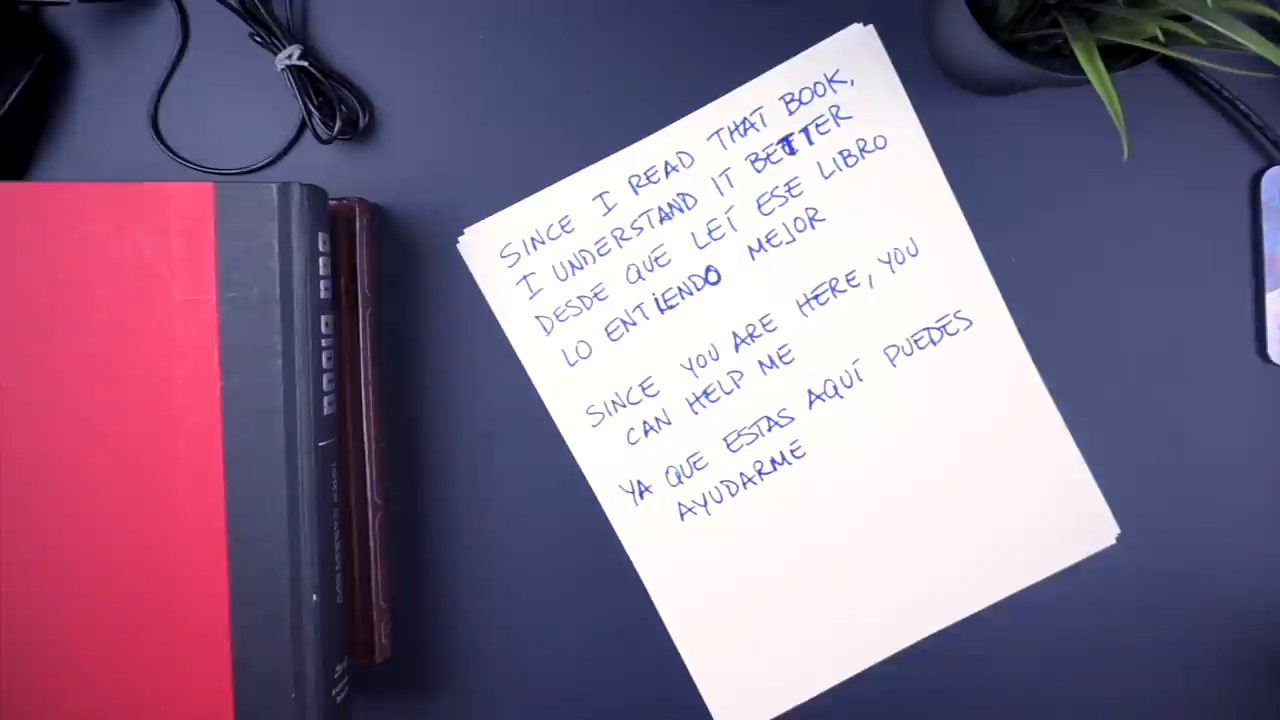 SINCE I READ THAT BOOK,
I UNDERSTAND IT BETTER
DESDE QUE LEÍ ESE LIBRO
LO ENTIENDO MEJOR
SINCE YOU ARE HERE, YOU
CAN HELP ME
YA QUE ESTAS AQUÍ PUEDES
AYUDARME